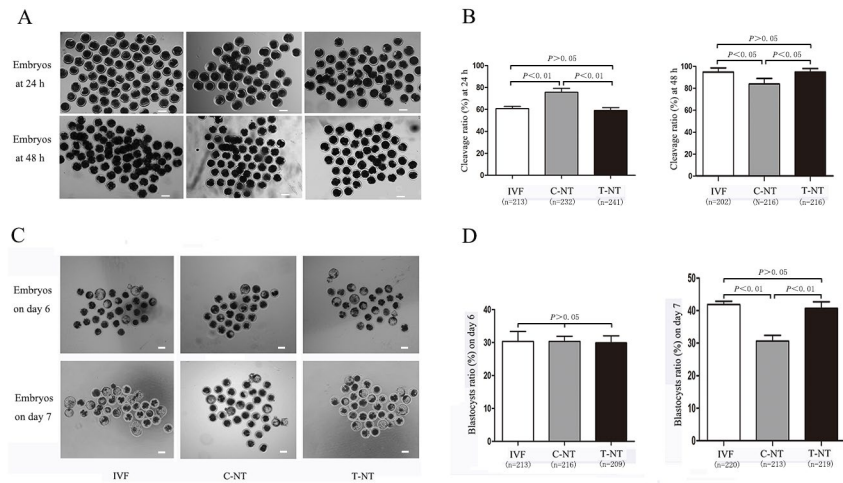 A
Embryos
at 24 h
Embryos
at 48 h
B
Cleavage ratio (%) at 24 h
100
80
60
40
20
0
P>0.05
P<0.01 P<0.01
IVF C-NT T-NT
(n=213) (n=232) (n=241)
Cleavage ratio (%) at 48 h
100
80
60
40
20
0
P>0.05
P<0.05 P<0.05
IVF C-NT T-NT
(n=202) (N=216) (n=216)
C
Embryos
on day 6
Embryos
on day 7
IVF C-NT T-NT
D
Blastocysts ratio (%) on day 6
50
40
30
20
10
0
P>0.05
IVF C-NT T-NT
(n=213) (n=216) (n=209)
Blastocysts ratio (%) on day 7
50
40
30
20
10
0
P>0.05
P<0.01 P<0.01
IVF C-NT T-NT
(n=220) (n=213) (n=219)